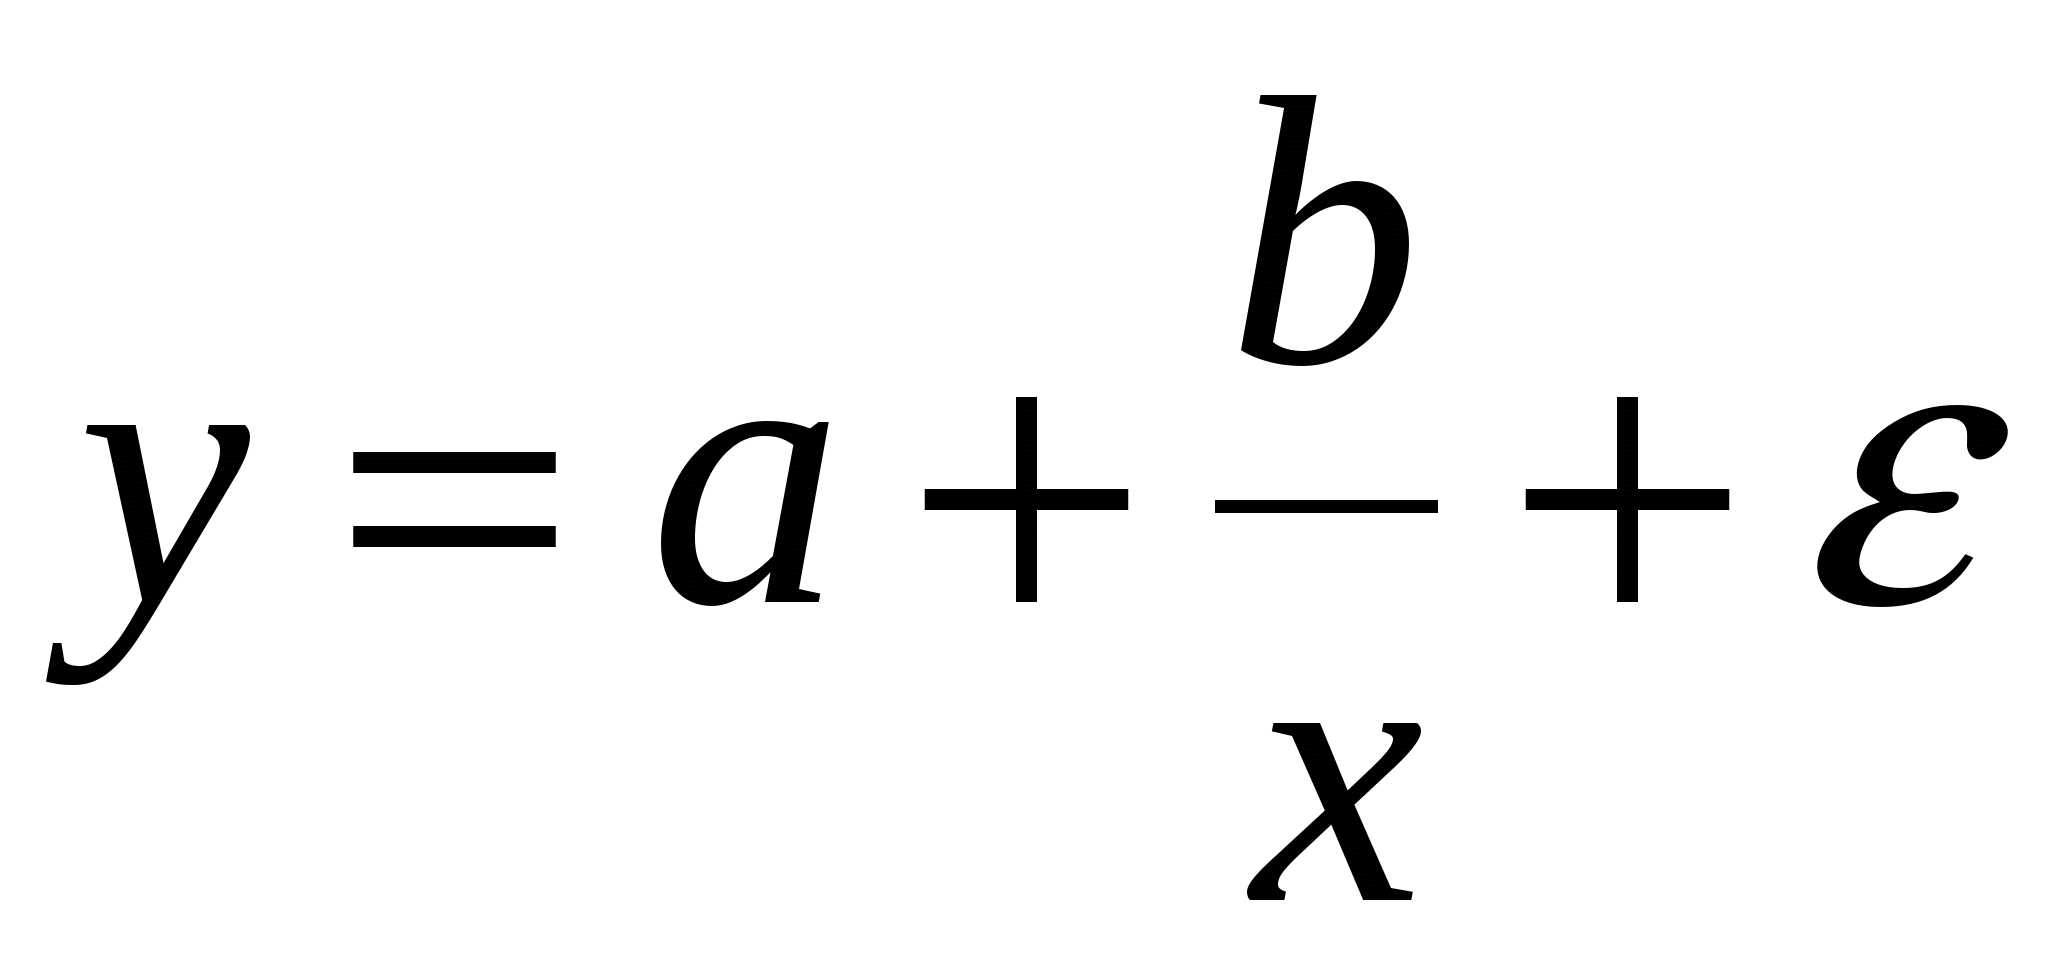 y = a + b/x + ε